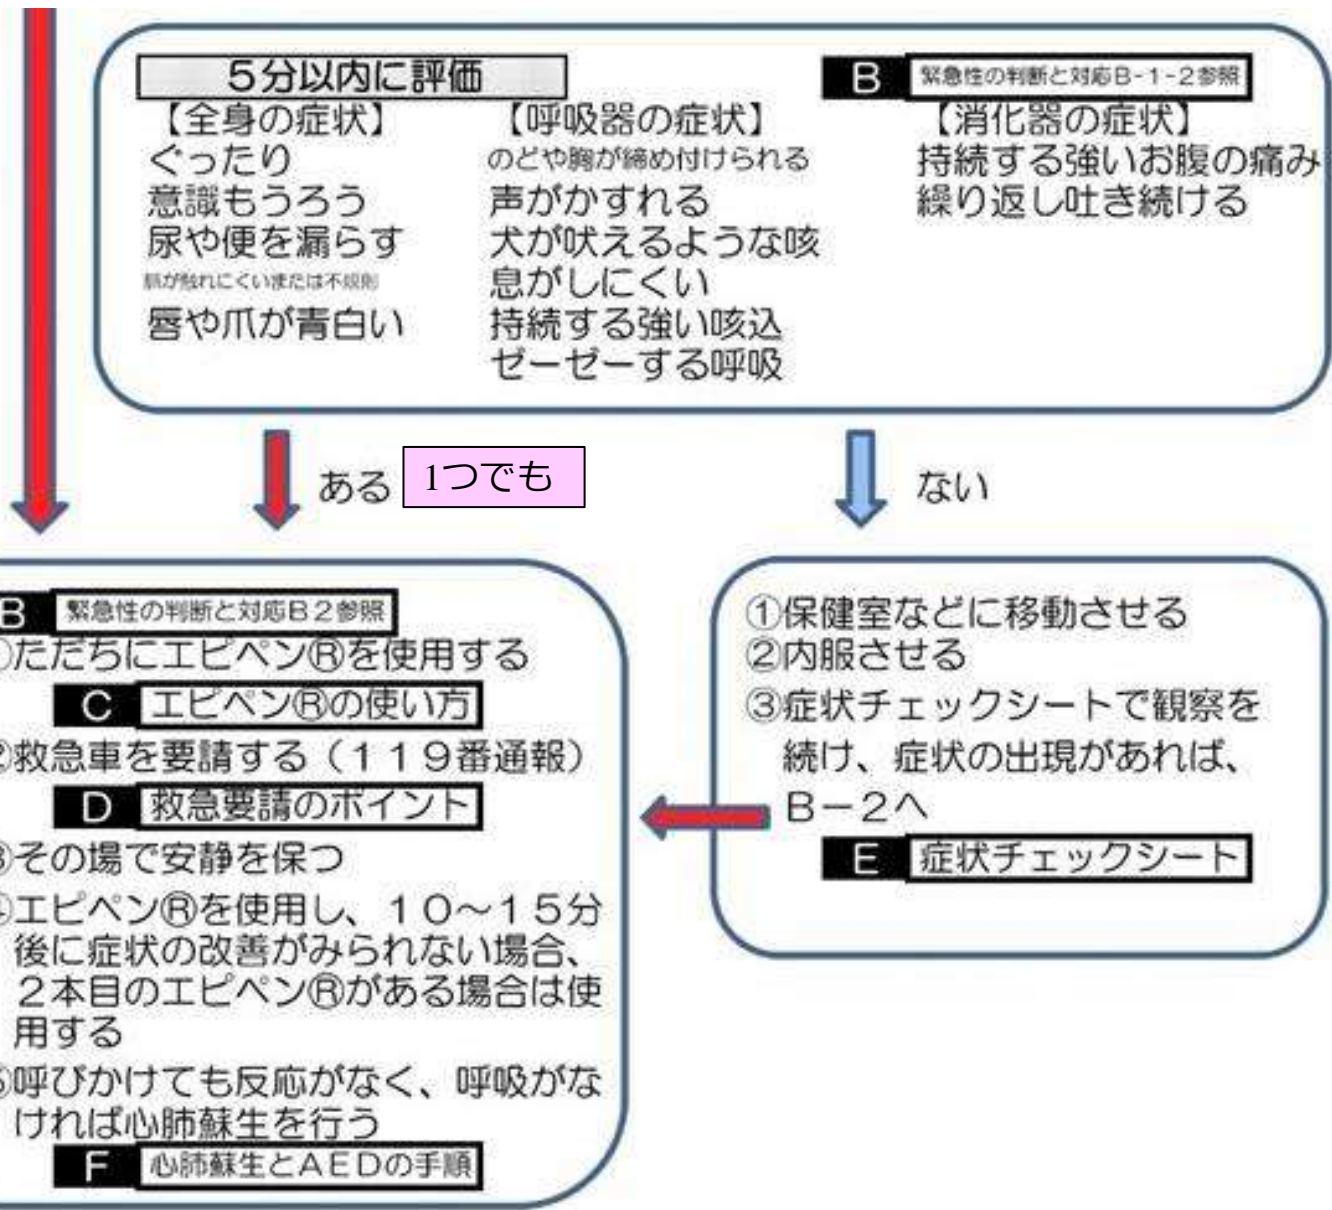 5分以内に評価
B 緊急性の判断と対応B-1-2参照
【全身の症状】
ぐったり
意識もうろう
尿や便を漏らす
脈が触れにくいまたは不規則
唇や爪が青白い
【呼吸器の症状】
のどや胸が締め付けられる
声がかすれる
犬が吠えるような咳
息がしにくい
持続する強い咳込
ゼーゼーする呼吸
【消化器の症状】
持続する強いお腹の痛み
繰り返し吐き続ける
ある 1つでも
ない
B 緊急性の判断と対応B2参照
①ただちにエピペン®を使用する
C エピペン®の使い方
②救急車を要請する（119番通報）
D 救急要請のポイント
③その場で安静を保つ
④エピペン®を使用し、10～15分
後に症状の改善がみられない場合、
2本目のエピペン®がある場合は使
用する
⑤呼びかけても反応がなく、呼吸がな
ければ心肺蘇生を行う
F 心肺蘇生とAEDの手順
①保健室などに移動させる
②内服させる
③症状チェックシートで観察を
続け、症状の出現があれば、
B－2へ
E 症状チェックシート